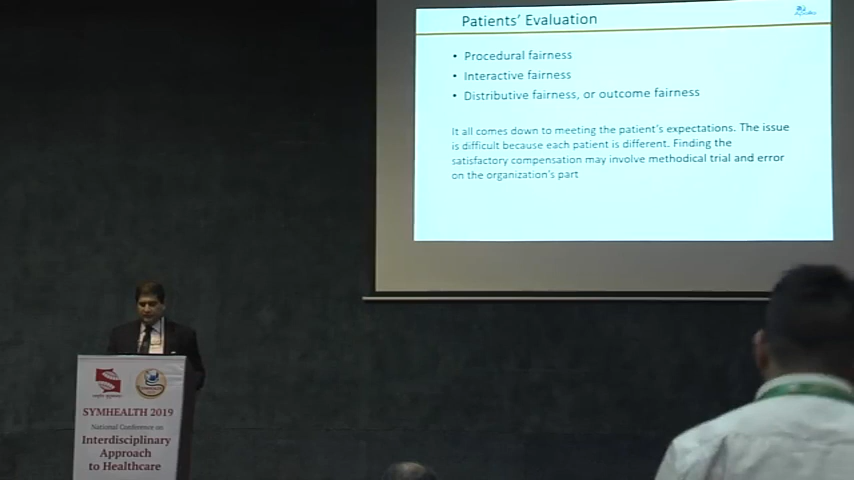 Patients' Evaluation
• Procedural fairness
• Interactive fairness
• Distributive fairness, or outcome fairness
It all comes down to meeting the patient's expectations. The issue
is difficult because each patient is different. Finding the
satisfactory compensation may involve methodical trial and error
on the organization's part
SYMHEALTH 2019
National Conference on
Interdisciplinary
Approach
to Healthcare